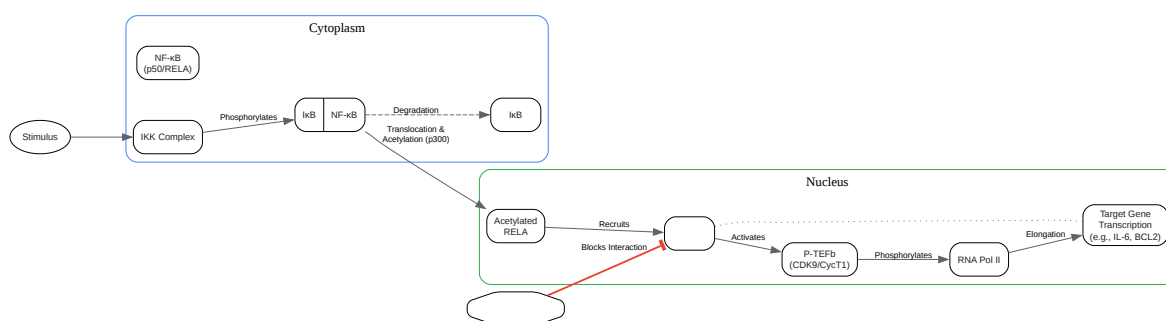 Cytoplasm
NF-κB
(p50/RELA)
Stimulus
IKK Complex
Phosphorylates
IκB
NF-κB
Degradation
IκB
Translocation &
Acetylation (p300)
Nucleus
Acetylated
RELA
Recruits
Blocks Interaction
Activates
P-TEFb
(CDK9/CycT1)
Phosphorylates
RNA Pol II
Elongation
Target Gene
Transcription
(e.g., IL-6, BCL2)